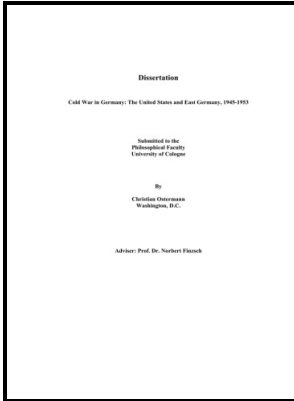 Dissertation
Cold War in Germany: The United States and East Germany, 1945-1953
Submitted to the
Philosophical Faculty
University of Cologne
By
Christian Ostermann
Washington, D.C.
Adviser: Prof. Dr. Norbert Finzsch